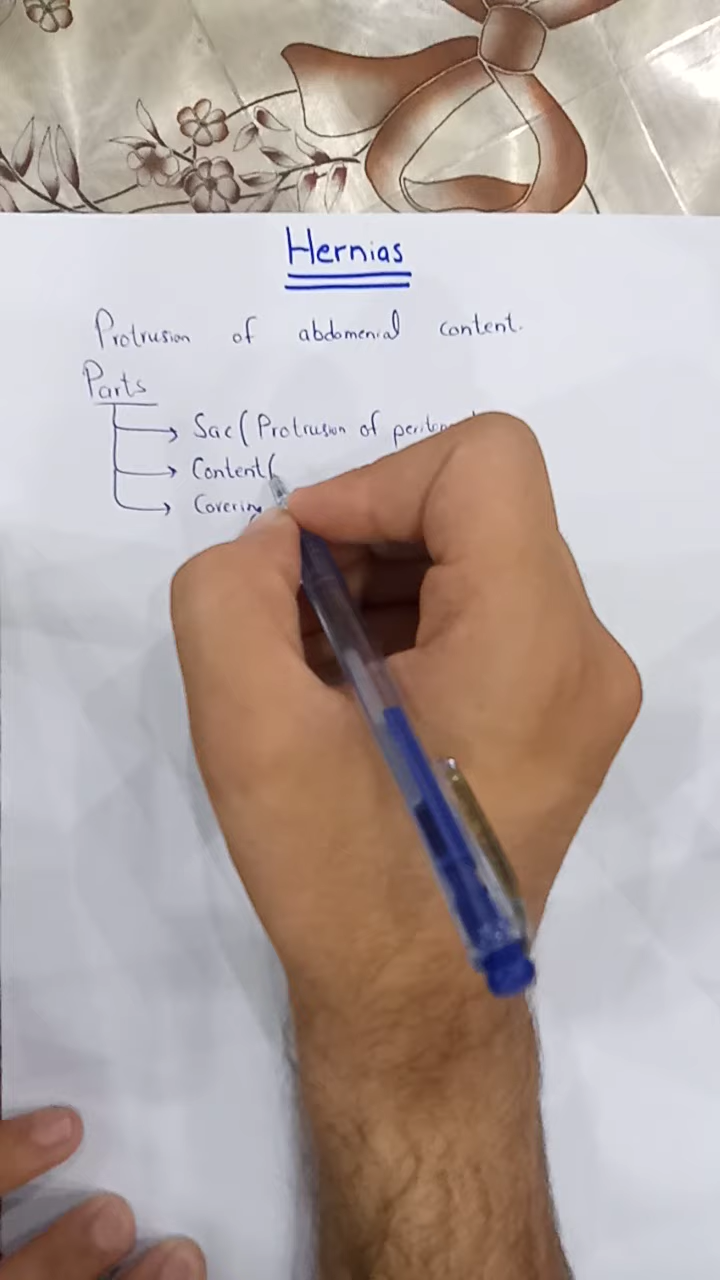 Hernias
Protrusion of abdomenial content.
Parts
Sac (Protrusion of
Content (
Covering